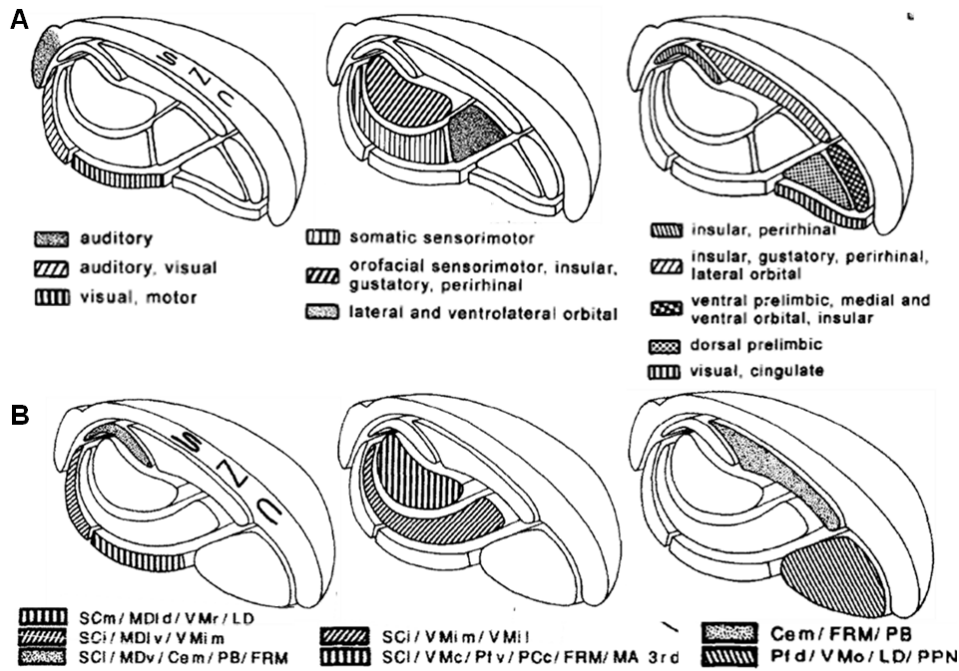 A
SNC
auditory
auditory, visual
visual, motor
somatic sensorimotor
orofacial sensorimotor, insular,
gustatory, perirhinal
lateral and ventrolateral orbital
insular, perirhinal
insular, gustatory, perirhinal,
lateral orbital
ventral prelimbic, medial and
ventral orbital, insular
dorsal prelimbic
visual, cingulate
B
SNC
SCm/MDld/VMr/LD
SCi/MDlv/VMim
SCl/MDv/Cem/PB/FRM
SCi/VMim/VMil
SCl/VMc/Pfv/PCc/FRM/MA 3rd
Cem/FRM/PB
Pfd/VMo/LD/PPN